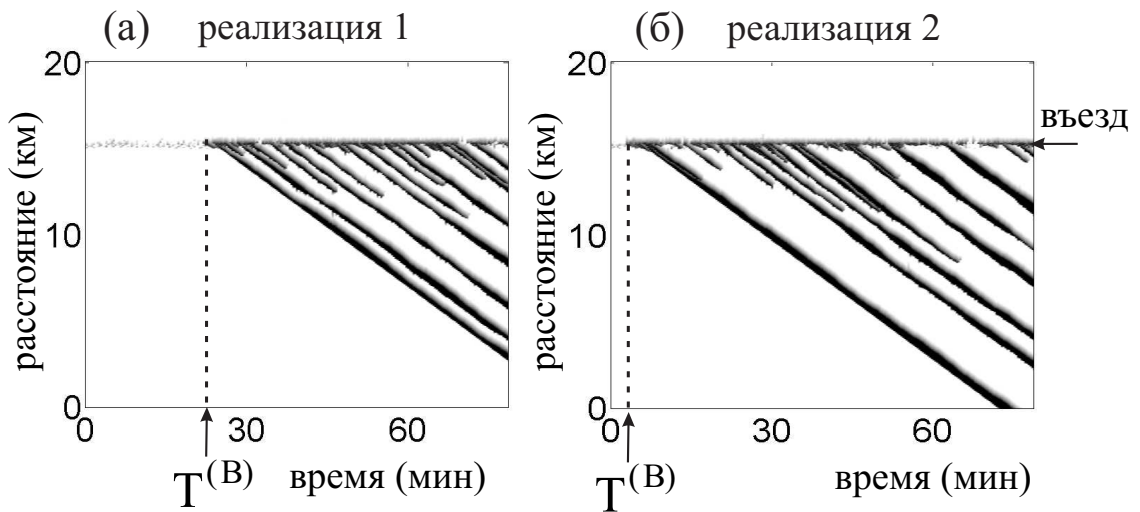 (а) реализация 1
(б) реализация 2
расстояние (км)
20
10
0
0
30
60
T(B)
время (мин)
расстояние (км)
20
10
0
0
30
60
T(B)
время (мин)
въезд